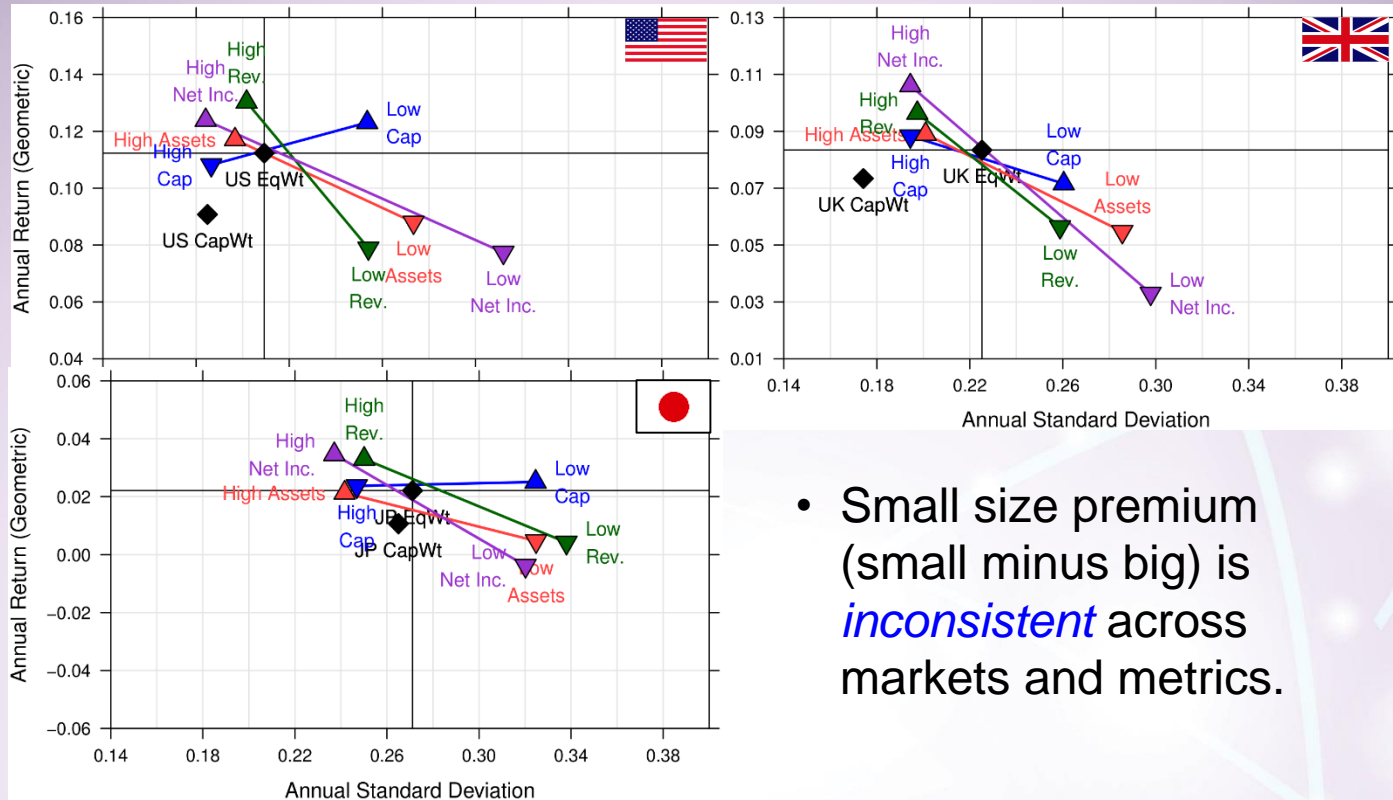 0.16
0.14
0.12
0.10
0.08
0.06
0.04
Annual Return (Geometric)
High
Rev.
High
Net Inc.
High Assets
High
Cap
Low
Cap
US EqWt
US CapWt
Low
Rev.
Low
Assets
Low
Net Inc.
0.13
0.11
0.09
0.07
0.05
0.03
0.01
High
Net Inc.
High
Rev.
High Assets
High
Cap
Low
Cap
UK EqWt
UK CapWt
Low
Assets
Low
Rev.
Low
Net Inc.
0.14 0.18 0.22 0.26 0.30 0.34 0.38
Annual Standard Deviation
0.06
0.04
0.02
0.00
−0.02
−0.04
−0.06
Annual Return (Geometric)
High
Rev.
High
Net Inc.
High Assets
High
Cap
Low
Cap
JP EqWt
JP CapWt
Low
Rev.
Low
Net Inc.
Low
Assets
0.14 0.18 0.22 0.26 0.30 0.34 0.38
Annual Standard Deviation
• Small size premium
(small minus big) is
inconsistent across
markets and metrics.